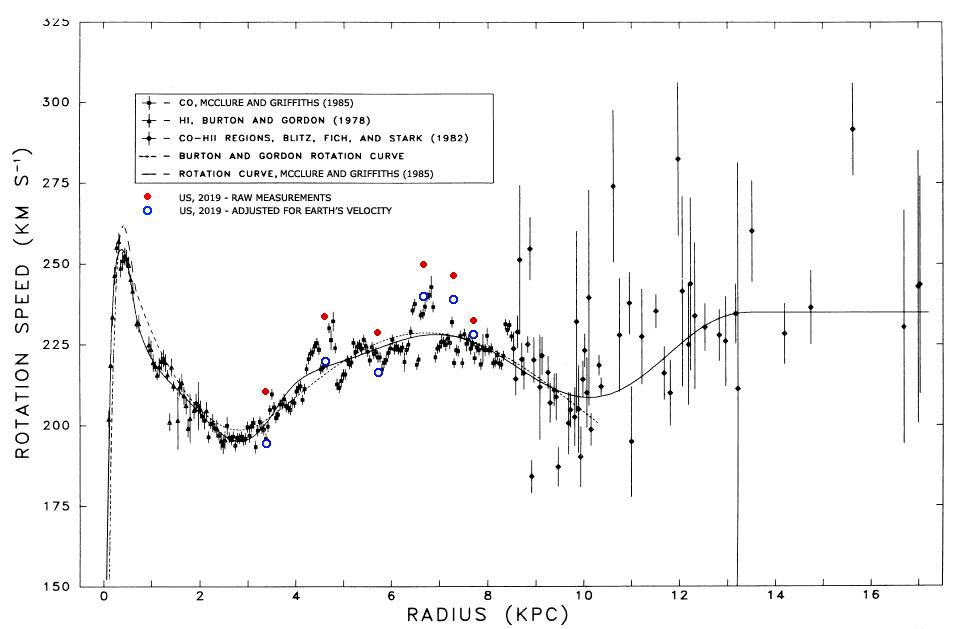 325
300
275
250
225
200
175
150
ROTATION SPEED (KM S⁻¹)
CO, MCCLURE AND GRIFFITHS (1985)
HI, BURTON AND GORDON (1978)
CO-HII REGIONS, BLITZ, FICH, AND STARK (1982)
BURTON AND GORDON ROTATION CURVE
ROTATION CURVE, MCCLURE AND GRIFFITHS (1985)
US, 2019 - RAW MEASUREMENTS
US, 2019 - ADJUSTED FOR EARTH'S VELOCITY
0 2 4 6 8 10 12 14 16
RADIUS (KPC)